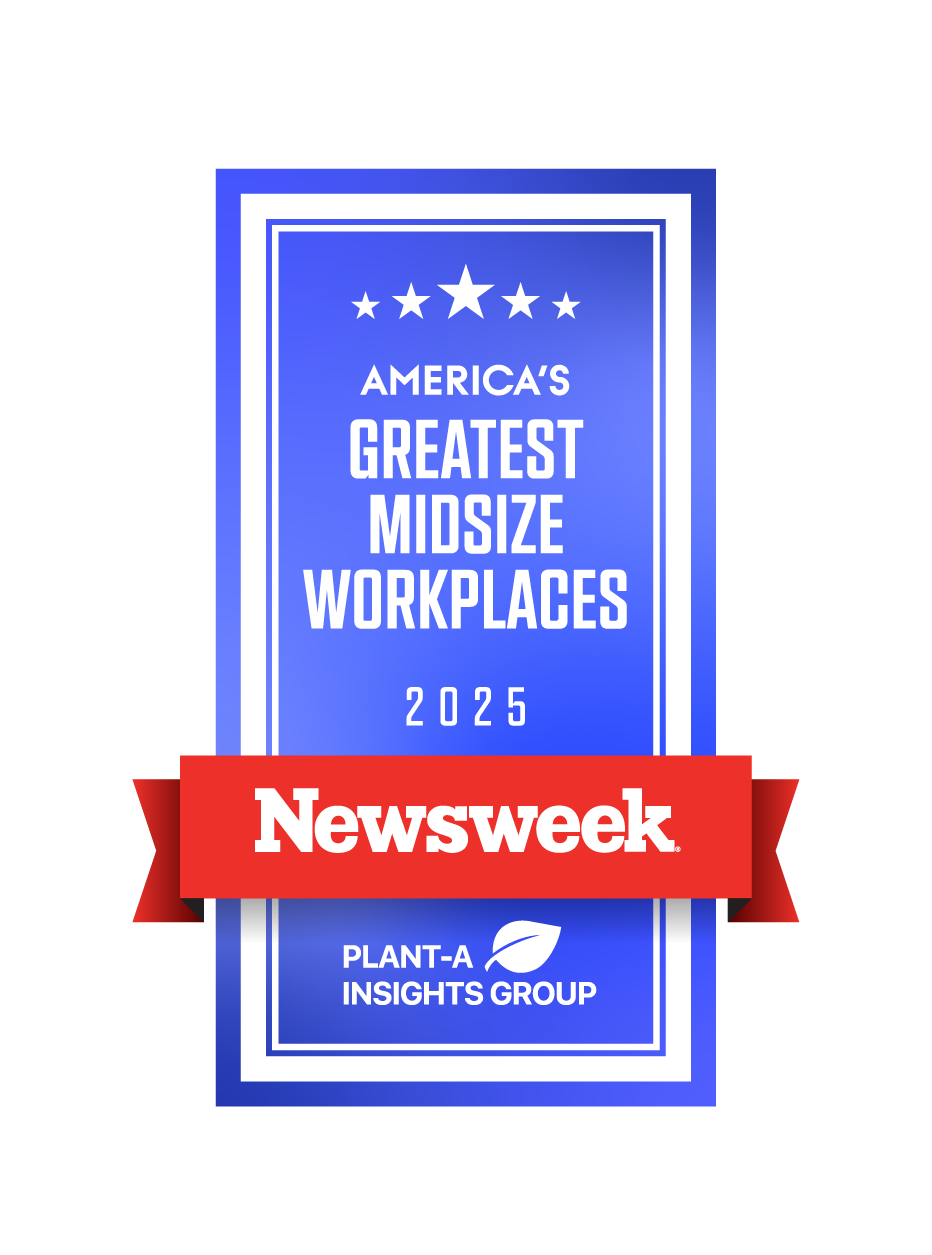 AMERICA'S
GREATEST
MIDSIZE
WORKPLACES
2025
Newsweek®
PLANT-A
INSIGHTS GROUP